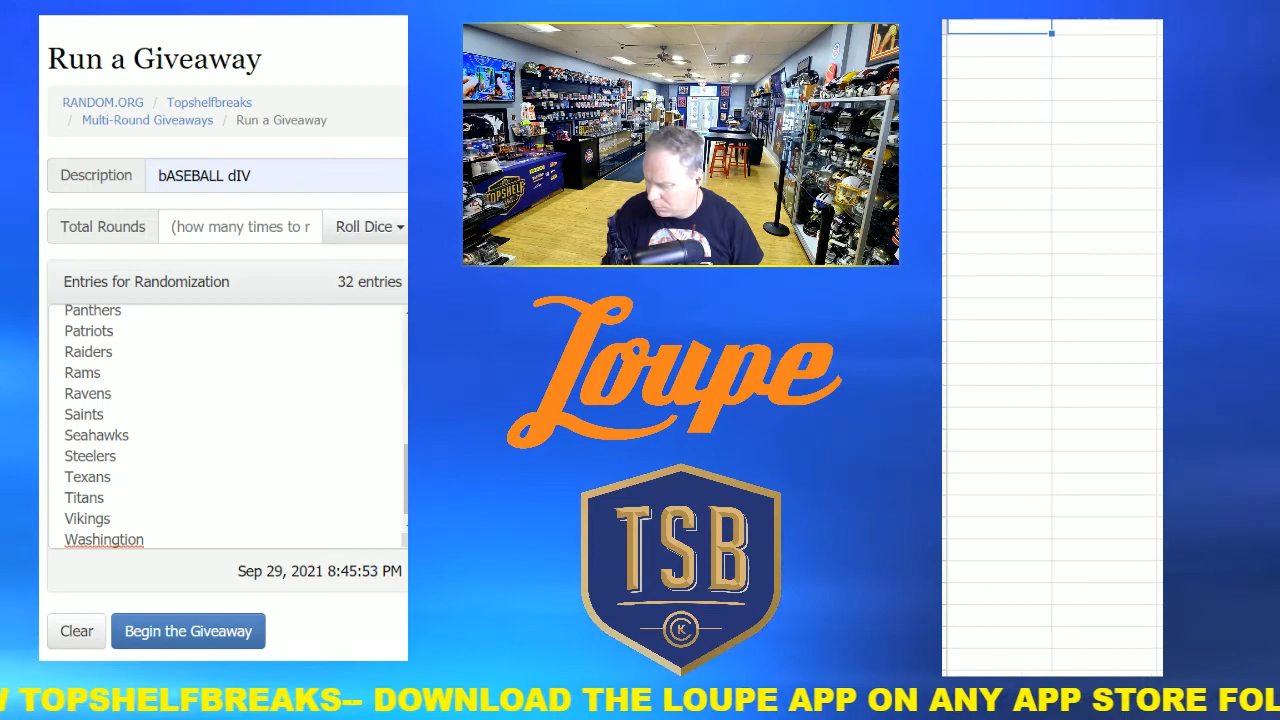 Run a Giveaway
RANDOM.ORG / Topshelfbreaks
/ Multi-Round Giveaways / Run a Giveaway
Description bASEBALL dIV
Total Rounds (how many times to r Roll Dice
Entries for Randomization 32 entries
Panthers
Patriots
Raiders
Rams
Ravens
Saints
Seahawks
Steelers
Texans
Titans
Vikings
Washingtion
Sep 29, 2021 8:45:53 PM
Clear Begin the Giveaway
TOPSHELF
Loupe
TSB
K
W TOPSHELFBREAKS-- DOWNLOAD THE LOUPE APP ON ANY APP STORE FOL